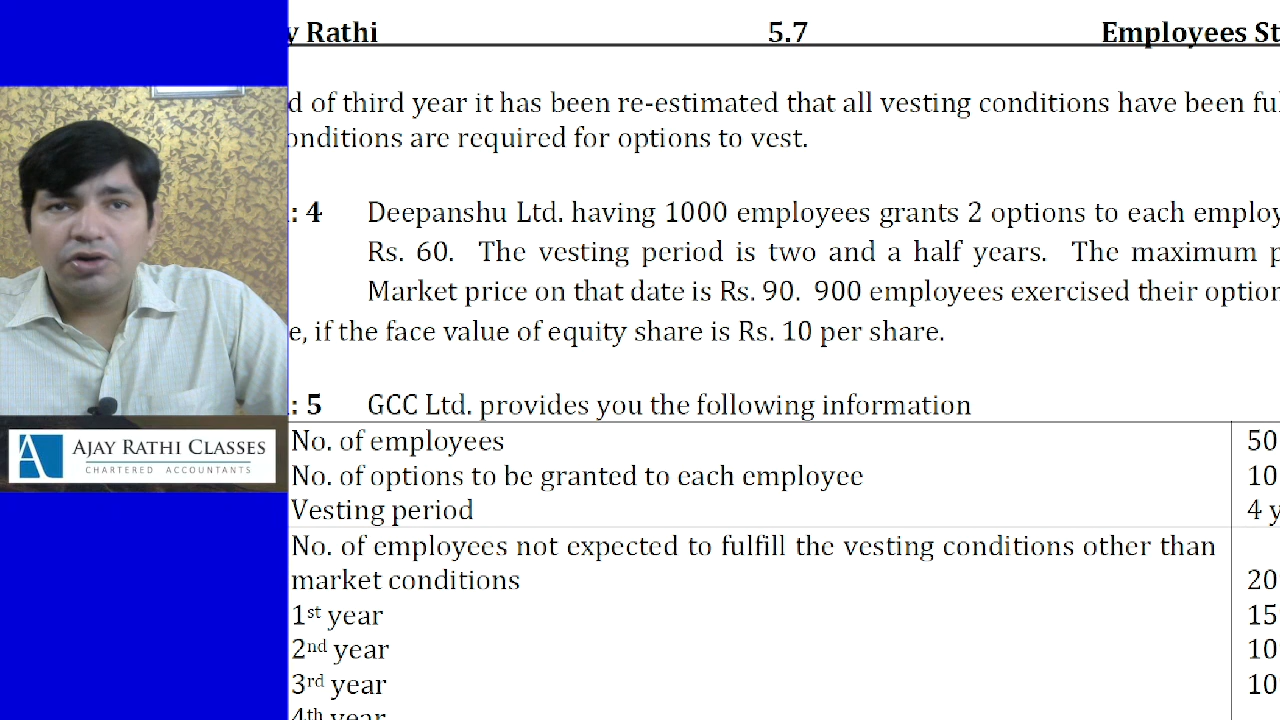 y Rathi 5.7 Employees St
d of third year it has been re-estimated that all vesting conditions have been ful
onditions are required for options to vest.
: 4 Deepanshu Ltd. having 1000 employees grants 2 options to each employ
Rs. 60. The vesting period is two and a half years. The maximum p
Market price on that date is Rs. 90. 900 employees exercised their option
e, if the face value of equity share is Rs. 10 per share.
: 5 GCC Ltd. provides you the following information
No. of employees 50
No. of options to be granted to each employee 10
Vesting period 4 y
No. of employees not expected to fulfill the vesting conditions other than
market conditions 20
1st year 15
2nd year 10
3rd year 10
4th year
AJAY RATHI CLASSES
CHARTERED ACCOUNTANTS